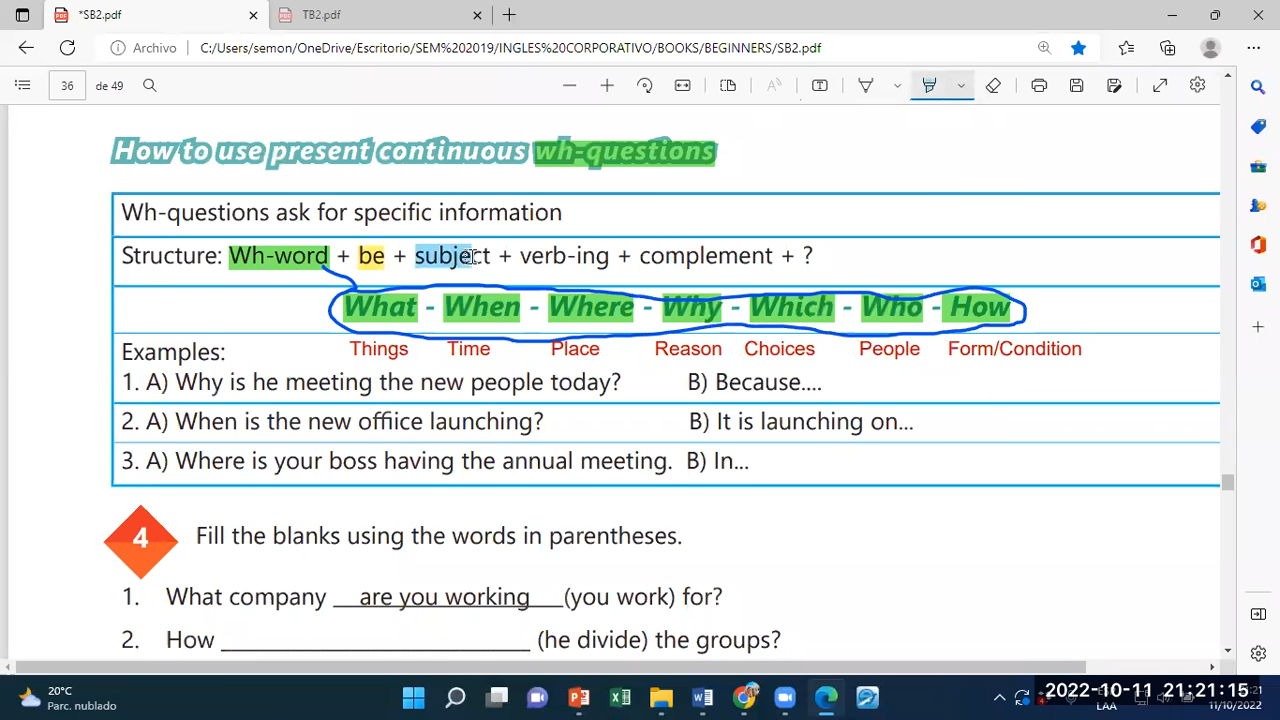 *SB2.pdf
TB2.pdf
Archivo C:/Users/semon/OneDrive/Escritorio/SEM%202019/INGLES%20CORPORATIVO/BOOKS/BEGINNERS/SB2.pdf
36 de 49
How to use present continuous wh-questions
Wh-questions ask for specific information
Structure: Wh-word + be + subject + verb-ing + complement + ?
What - When - Where - Why - Which - Who - How
Things Time Place Reason Choices People Form/Condition
Examples:
1. A) Why is he meeting the new people today? B) Because....
2. A) When is the new offiice launching? B) It is launching on...
3. A) Where is your boss having the annual meeting. B) In...
4 Fill the blanks using the words in parentheses.
1. What company __are you working___(you work) for?
2. How ________________________ (he divide) the groups?
20°C
Parc. nublado
2022-10-11 21:21:15
LAA 11/10/2022